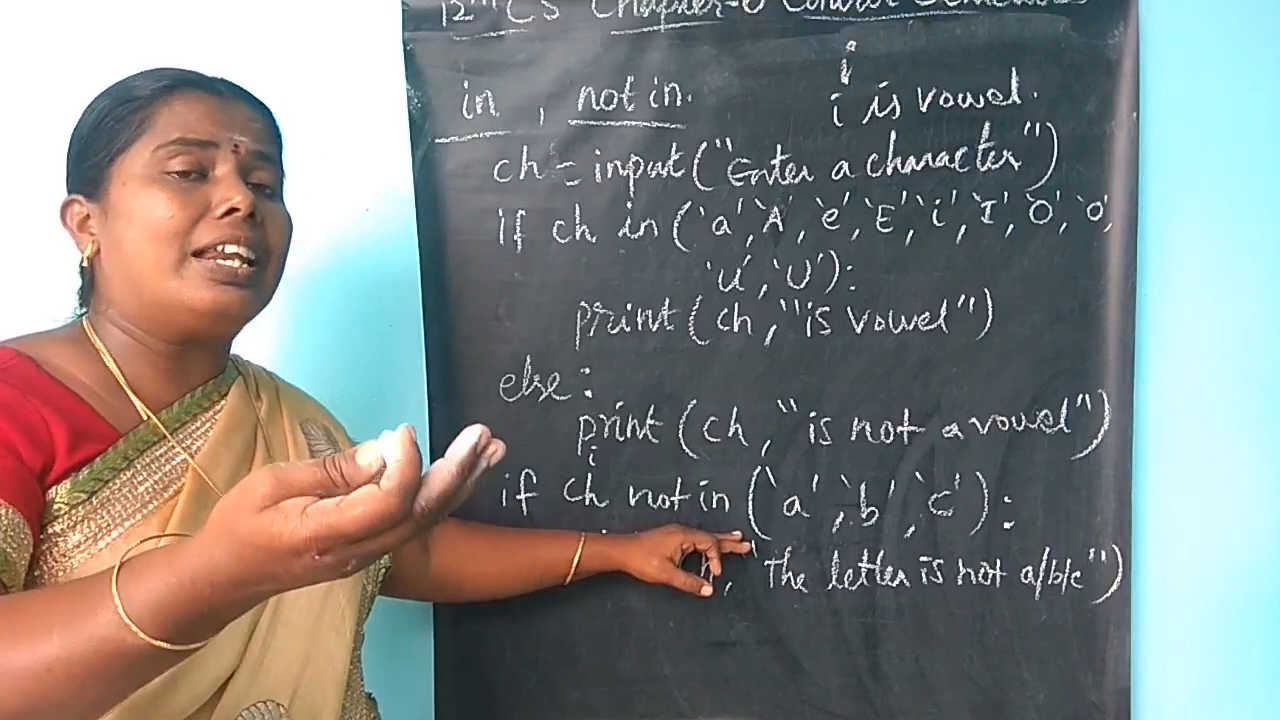 12th CS Chapter-6 Control Structures
in , not in.
i
i is vowel.
ch = input("Enter a character")
if ch in ('a','A','e','E','i','I','O','o',
'u','U'):
print(ch,"is vowel")
else:
print(ch,"is not a vowel")
i
if ch not in ('a','b','c'):
, "The letter is not a/b/c")